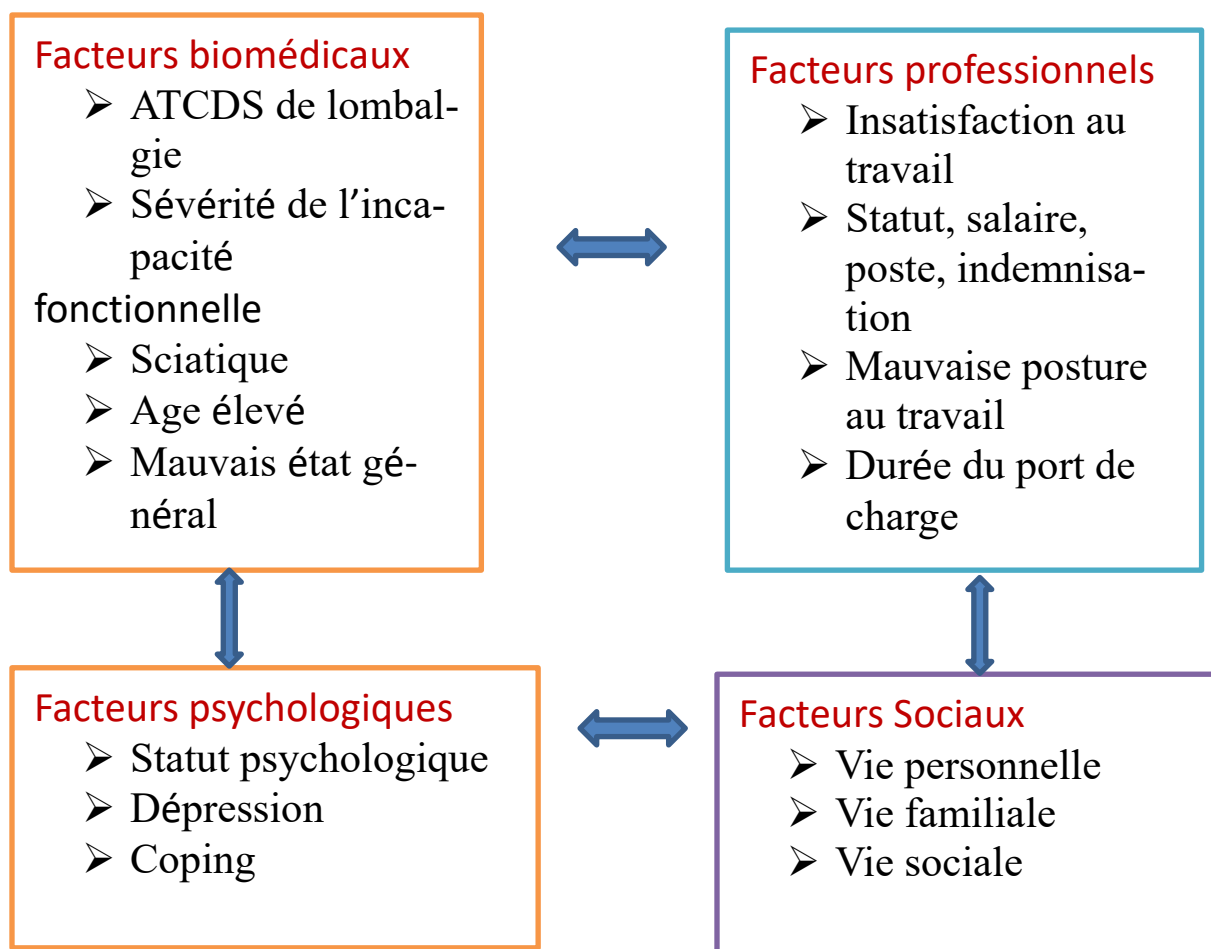 Facteurs biomédicaux
➢ ATCDS de lombal-
gie
➢ Sévérité de l’inca-
pacité
fonctionnelle
➢ Sciatique
➢ Age élevé
➢ Mauvais état gé-
néral
Facteurs professionnels
➢ Insatisfaction au
travail
➢ Statut, salaire,
poste, indemnisa-
tion
➢ Mauvaise posture
au travail
➢ Durée du port de
charge
Facteurs psychologiques
➢ Statut psychologique
➢ Dépression
➢ Coping
Facteurs Sociaux
➢ Vie personnelle
➢ Vie familiale
➢ Vie sociale